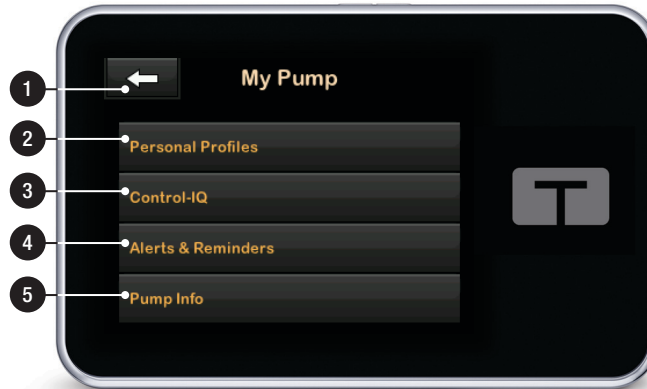 My Pump
1
2
Personal Profiles
3
Control-IQ
4
Alerts & Reminders
5
Pump Info